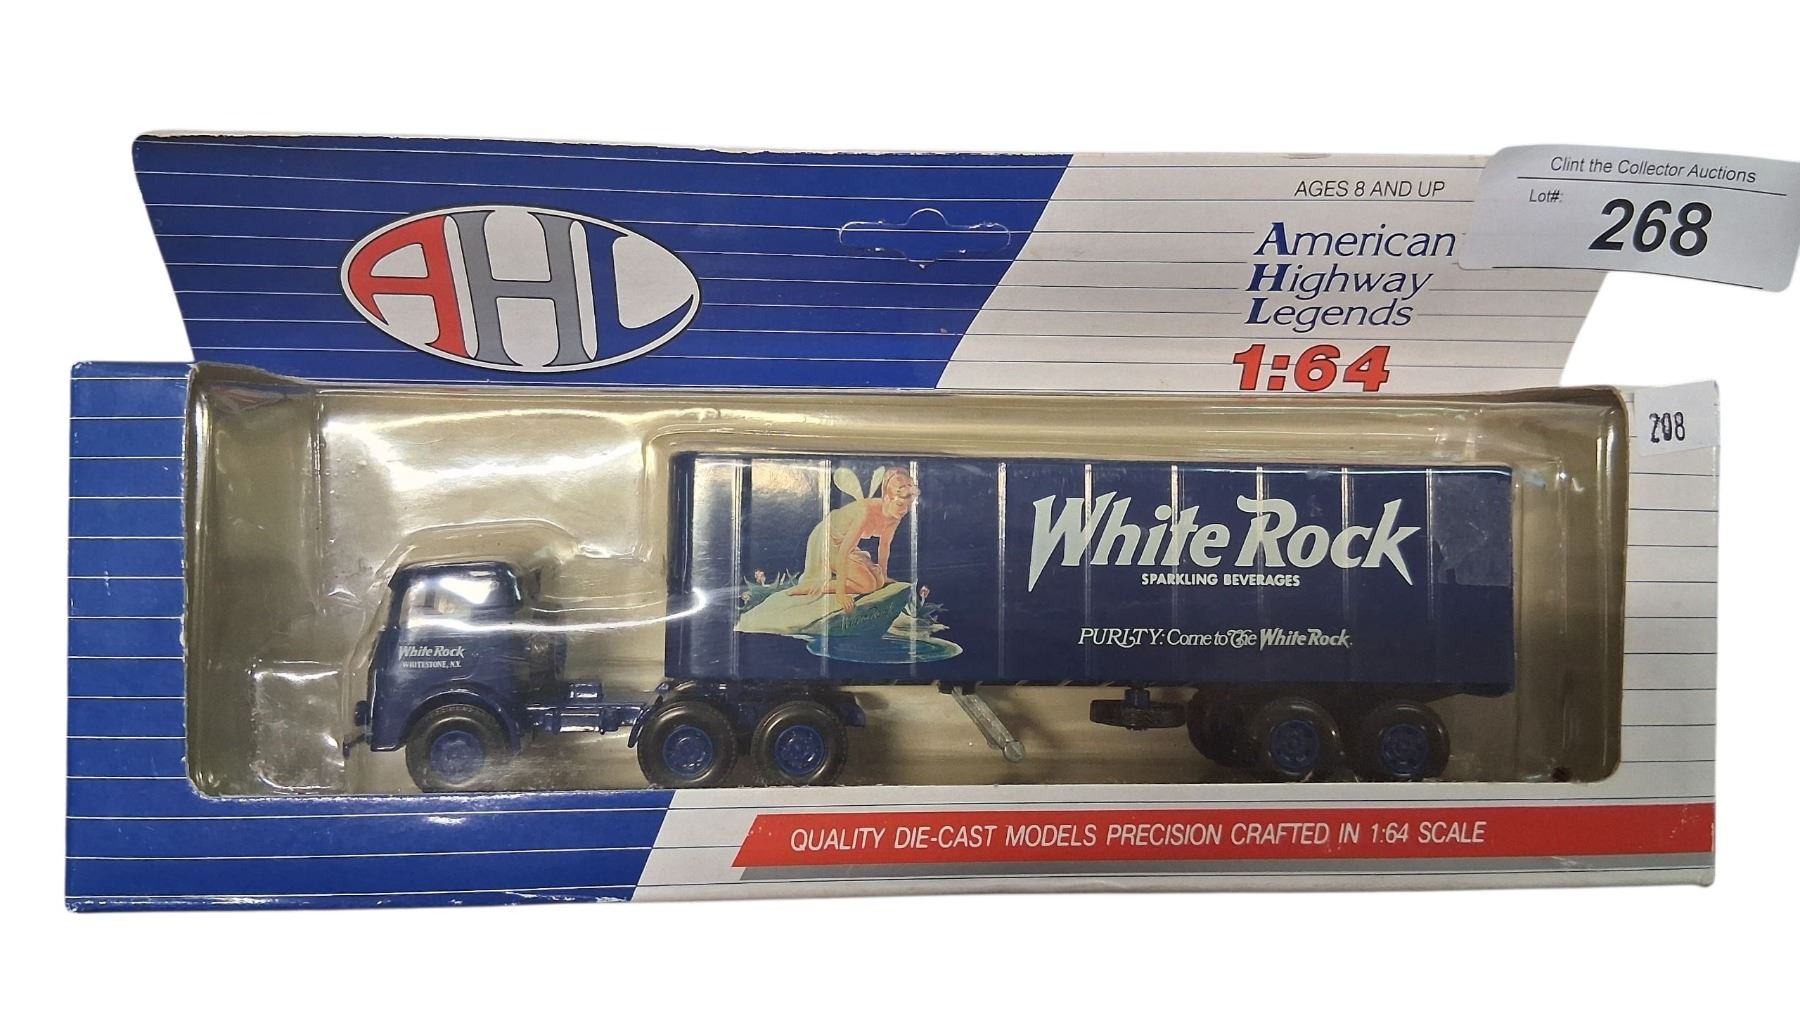 Clint the Collector Auctions
Lot#:
268
AHL
AGES 8 AND UP
American
Highway
Legends
1:64
White Rock
SPARKLING BEVERAGES
PURITY: Come to The White Rock.
White Rock
White Rock
WHITESTONE, N.Y.
QUALITY DIE-CAST MODELS PRECISION CRAFTED IN 1:64 SCALE